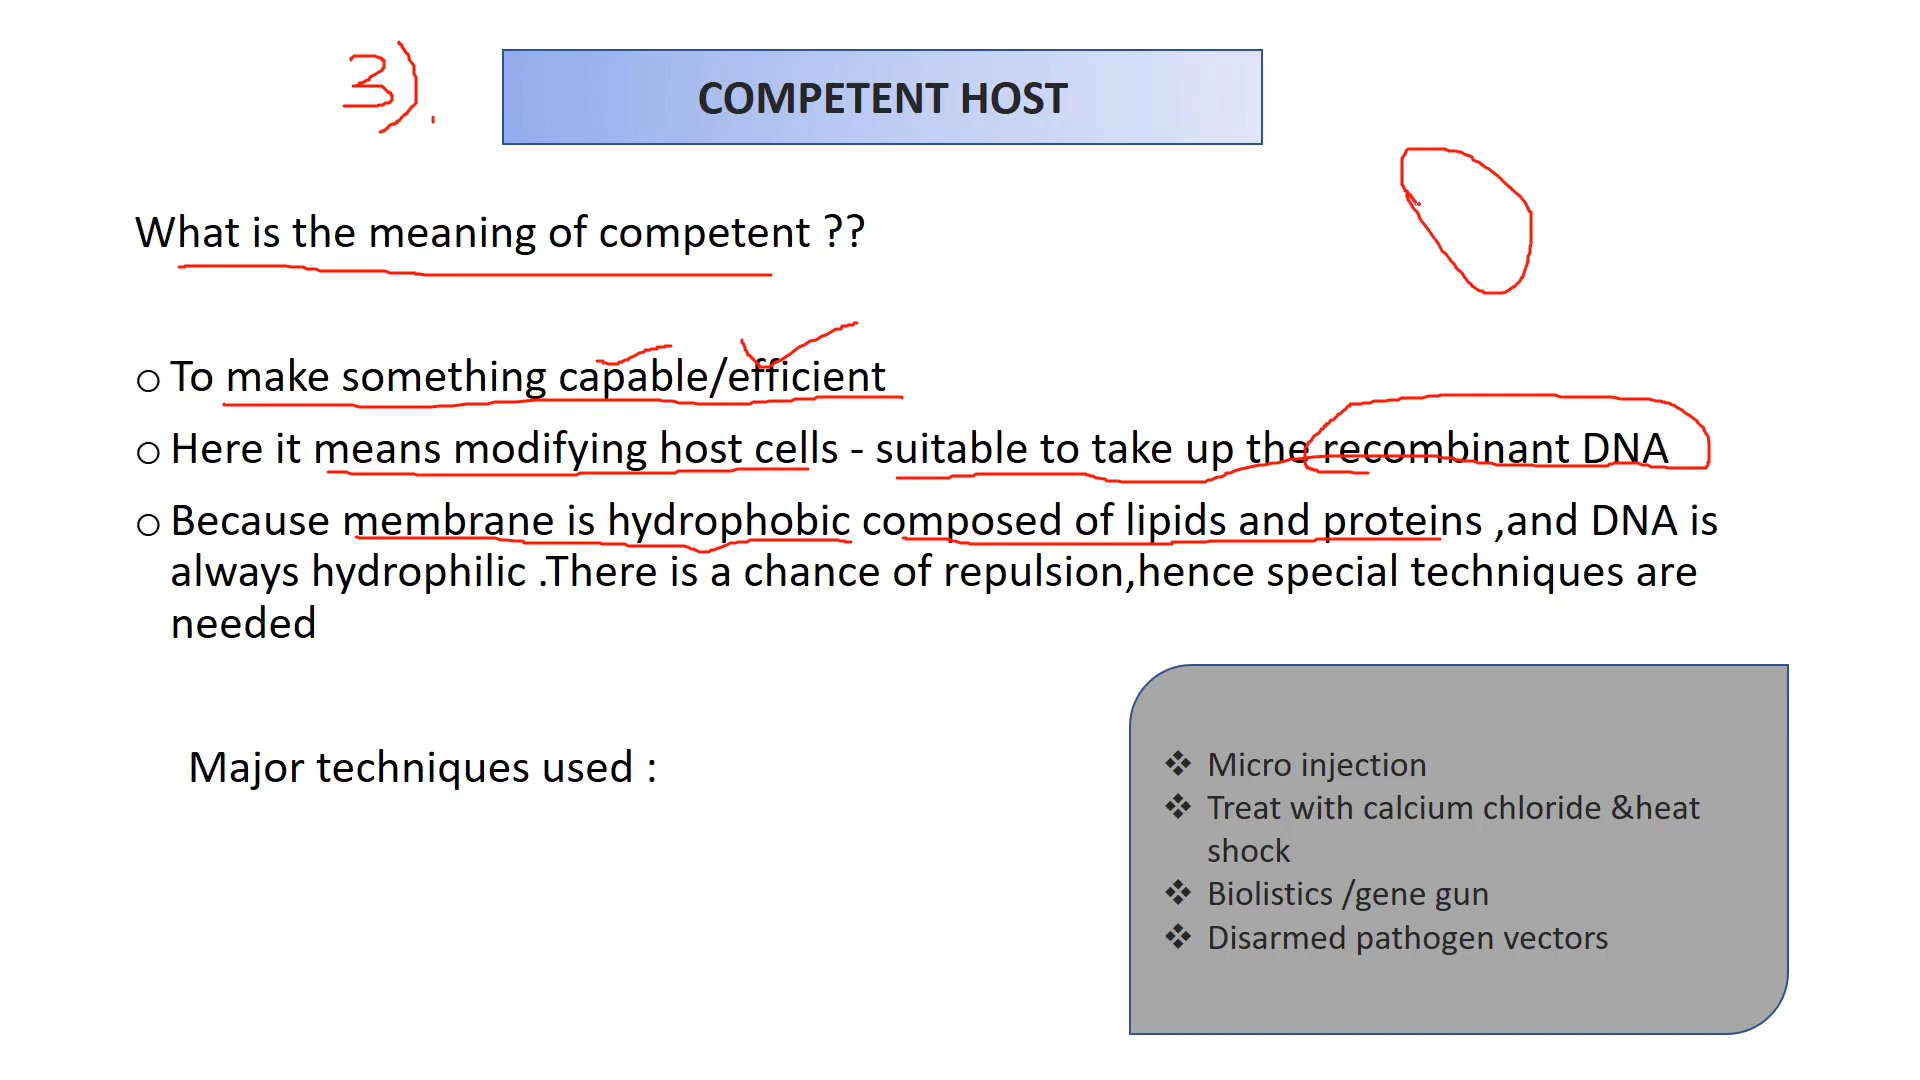 3).
COMPETENT HOST
What is the meaning of competent ??
To make something capable/efficient
Here it means modifying host cells - suitable to take up the recombinant DNA
Because membrane is hydrophobic composed of lipids and proteins ,and DNA is
always hydrophilic .There is a chance of repulsion,hence special techniques are
needed
Major techniques used :
Micro injection
Treat with calcium chloride &heat
shock
Biolistics /gene gun
Disarmed pathogen vectors